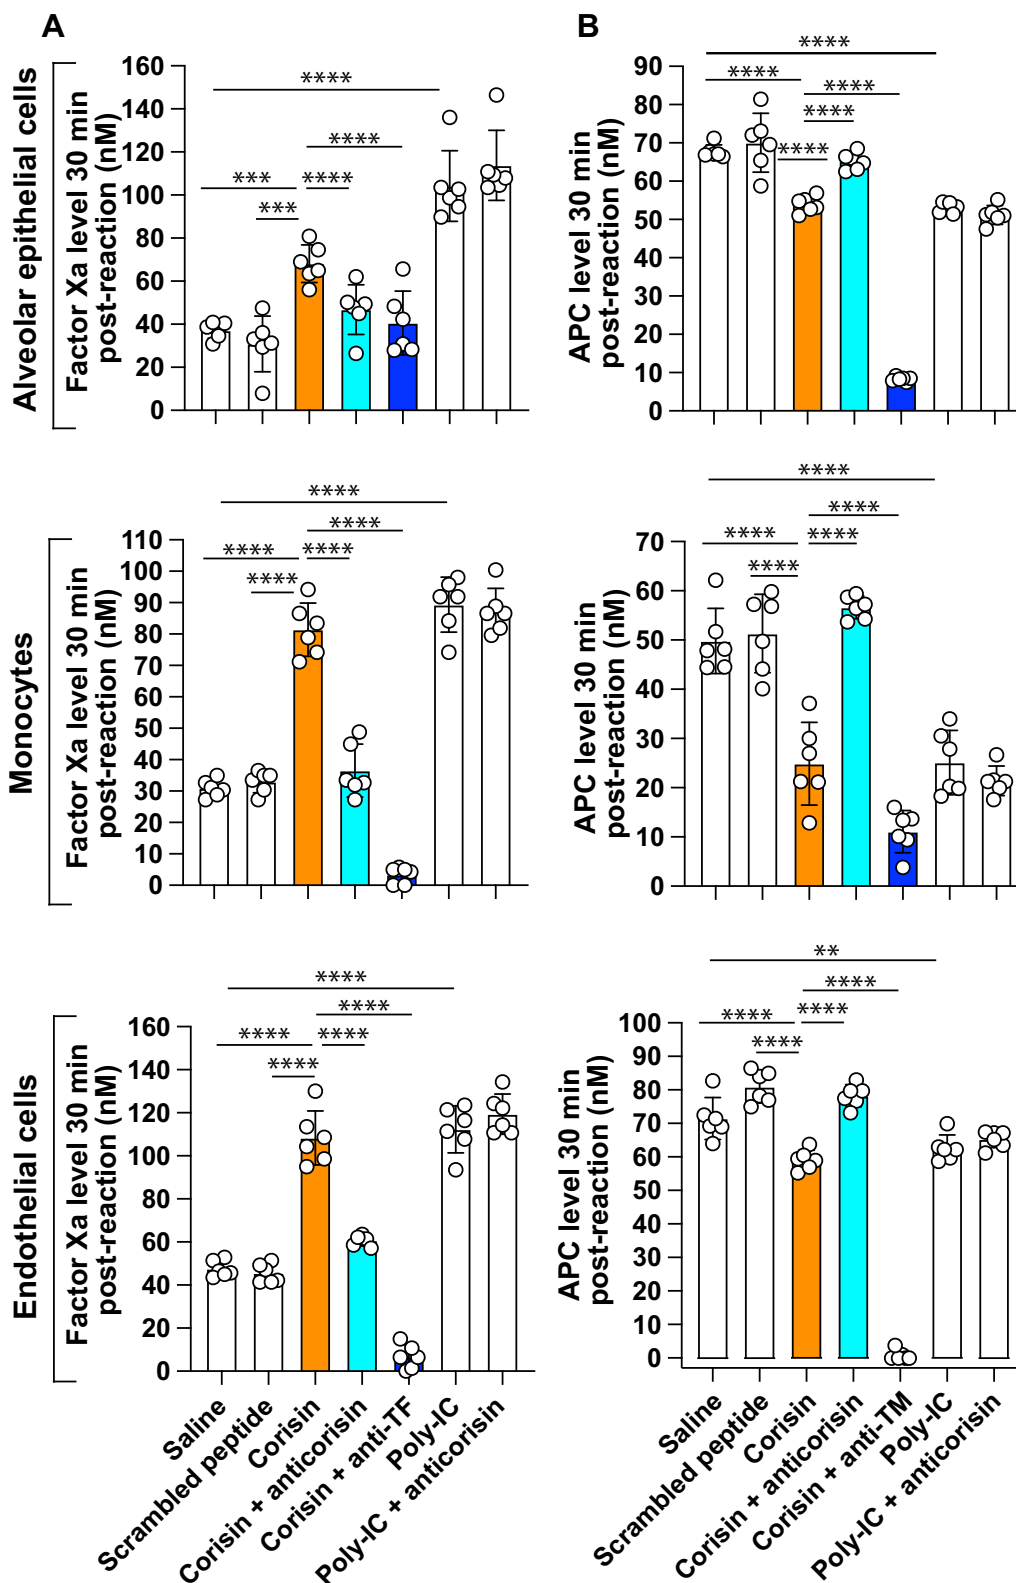 A
B
Alveolar epithelial cells
Factor Xa level 30 min
post-reaction (nM)
160
140
120
100
80
60
40
20
0
****
****
***
****
***
APC level 30 min
post-reaction (nM)
90
80
70
60
50
40
30
20
10
0
****
****
****
****
****
Monocytes
Factor Xa level 30 min
post-reaction (nM)
110
100
90
80
70
60
50
40
30
20
10
0
****
****
****
****
****
APC level 30 min
post-reaction (nM)
70
60
50
40
30
20
10
0
****
****
****
****
****
Endothelial cells
Factor Xa level 30 min
post-reaction (nM)
160
140
120
100
80
60
40
20
0
****
****
****
****
****
APC level 30 min
post-reaction (nM)
100
90
80
70
60
50
40
30
20
10
0
**
****
****
****
****
Saline
Scrambled peptide
Corisin
Corisin + anticorisin
Corisin + anti-TF
Poly-IC
Poly-IC + anticorisin
Saline
Scrambled peptide
Corisin
Corisin + anticorisin
Corisin + anti-TM
Poly-IC
Poly-IC + anticorisin